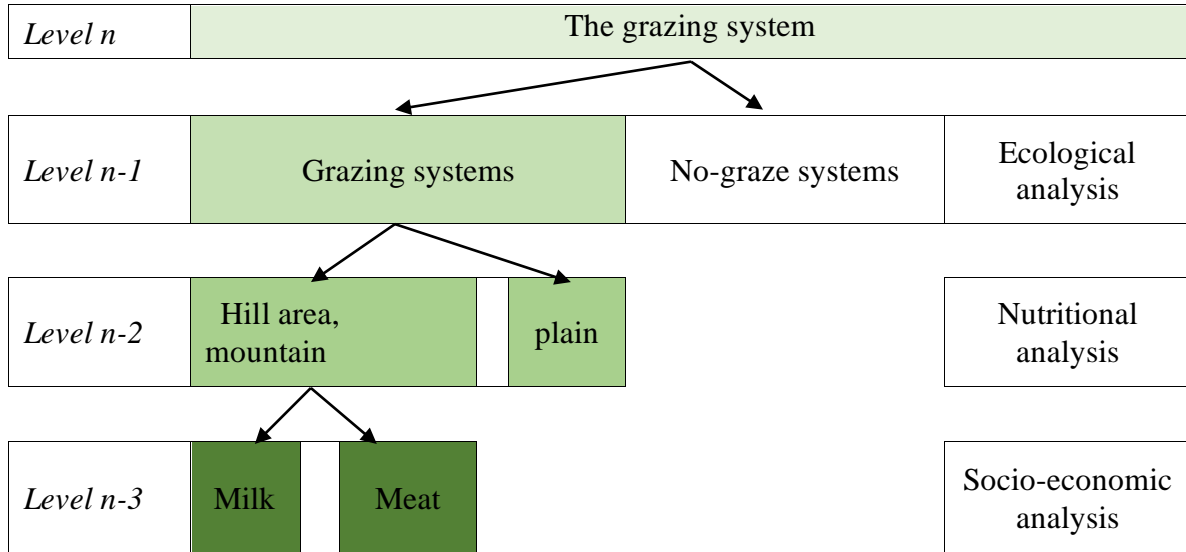 Level n
The grazing system
Level n-1
Grazing systems
No-graze systems
Ecological
analysis
Level n-2
Hill area,
mountain
plain
Nutritional
analysis
Level n-3
Milk
Meat
Socio-economic
analysis